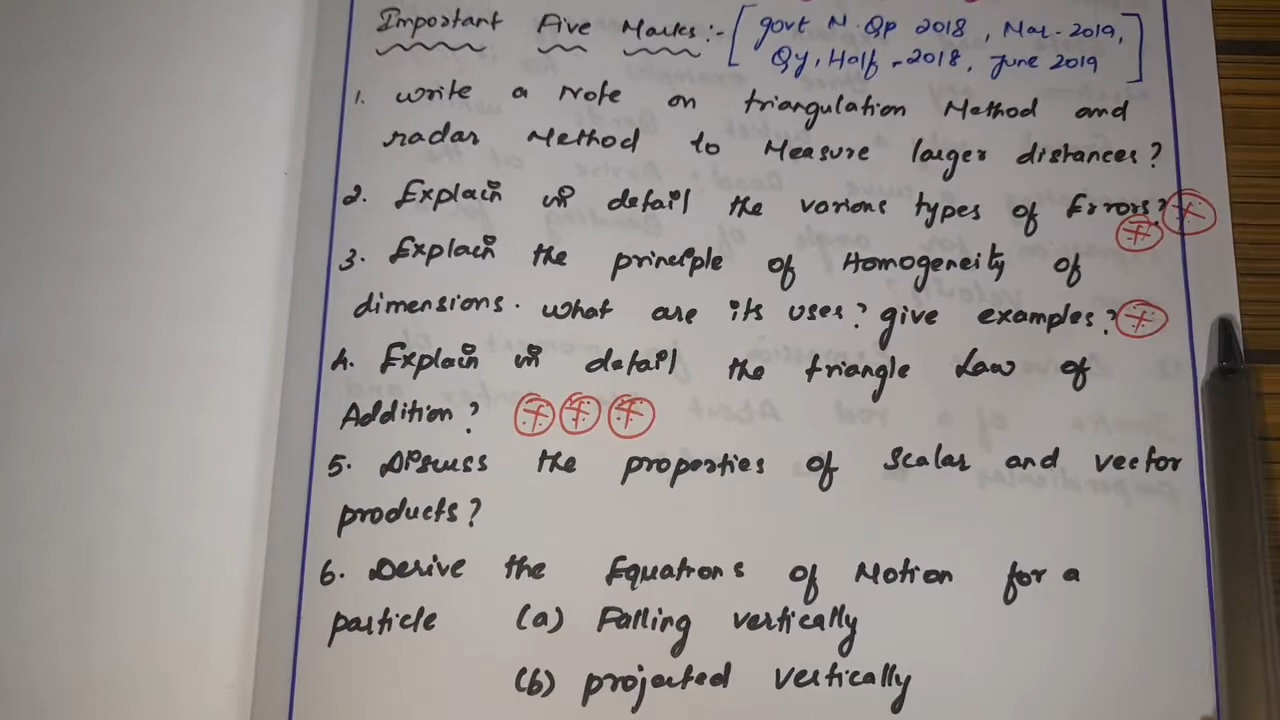 Important Five Marks:- [govt M.Qp 2018, Mar-2019,
Qy, Half -2018, June 2019]
1. write a Note on triangulation Method and
radar Method to Measure larger distances?
2. Explain in detail the various types of Errors?
3. Explain the principle of Homogeneity of
dimensions. what are its uses? give examples?
4. Explain in detail the triangle Law of
Addition?
5. Discuss the properties of scalar and vector
products?
6. Derive the Equations of Motion for a
particle (a) Falling vertically
(b) projected vertically